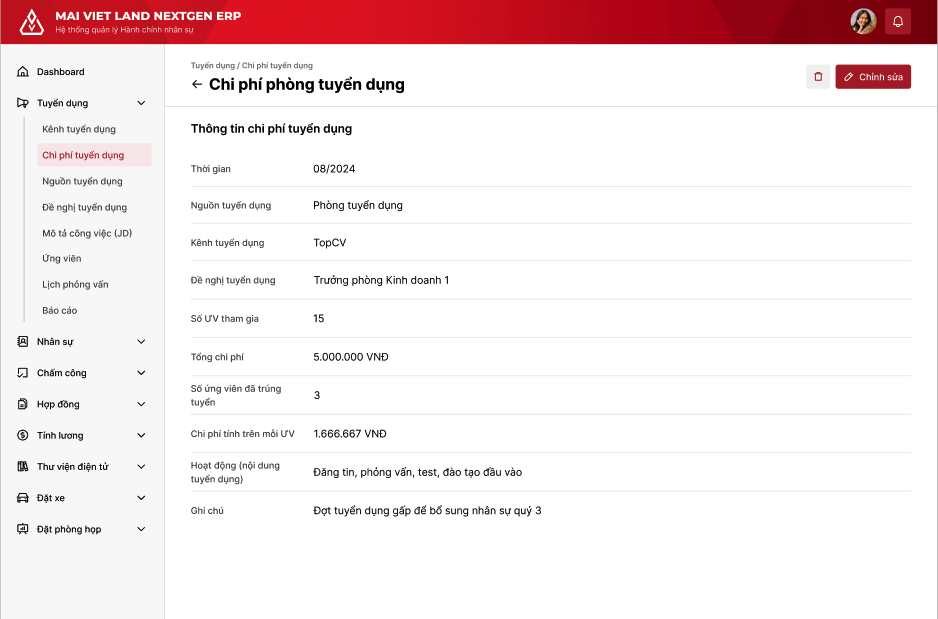 MAI VIET LAND NEXTGEN ERP
Hệ thống quản lý Hành chính nhân sự
Dashboard
Tuyển dụng
Kênh tuyển dụng
Chi phí tuyển dụng
Nguồn tuyển dụng
Đề nghị tuyển dụng
Mô tả công việc (JD)
Ứng viên
Lịch phỏng vấn
Báo cáo
Nhân sự
Chấm công
Hợp đồng
Tính lương
Thư viện điện tử
Đặt xe
Đặt phòng họp
Tuyển dụng / Chi phí tuyển dụng
Chi phí phòng tuyển dụng
Chỉnh sửa
Thông tin chi phí tuyển dụng
Thời gian 08/2024
Nguồn tuyển dụng Phòng tuyển dụng
Kênh tuyển dụng TopCV
Đề nghị tuyển dụng Trưởng phòng Kinh doanh 1
Số ƯV tham gia 15
Tổng chi phí 5.000.000 VNĐ
Số ứng viên đã trúng
tuyển 3
Chi phí tính trên mỗi ƯV 1.666.667 VNĐ
Hoạt động (nội dung
tuyển dụng) Đăng tin, phỏng vấn, test, đào tạo đầu vào
Ghi chú Đợt tuyển dụng gấp để bổ sung nhân sự quý 3